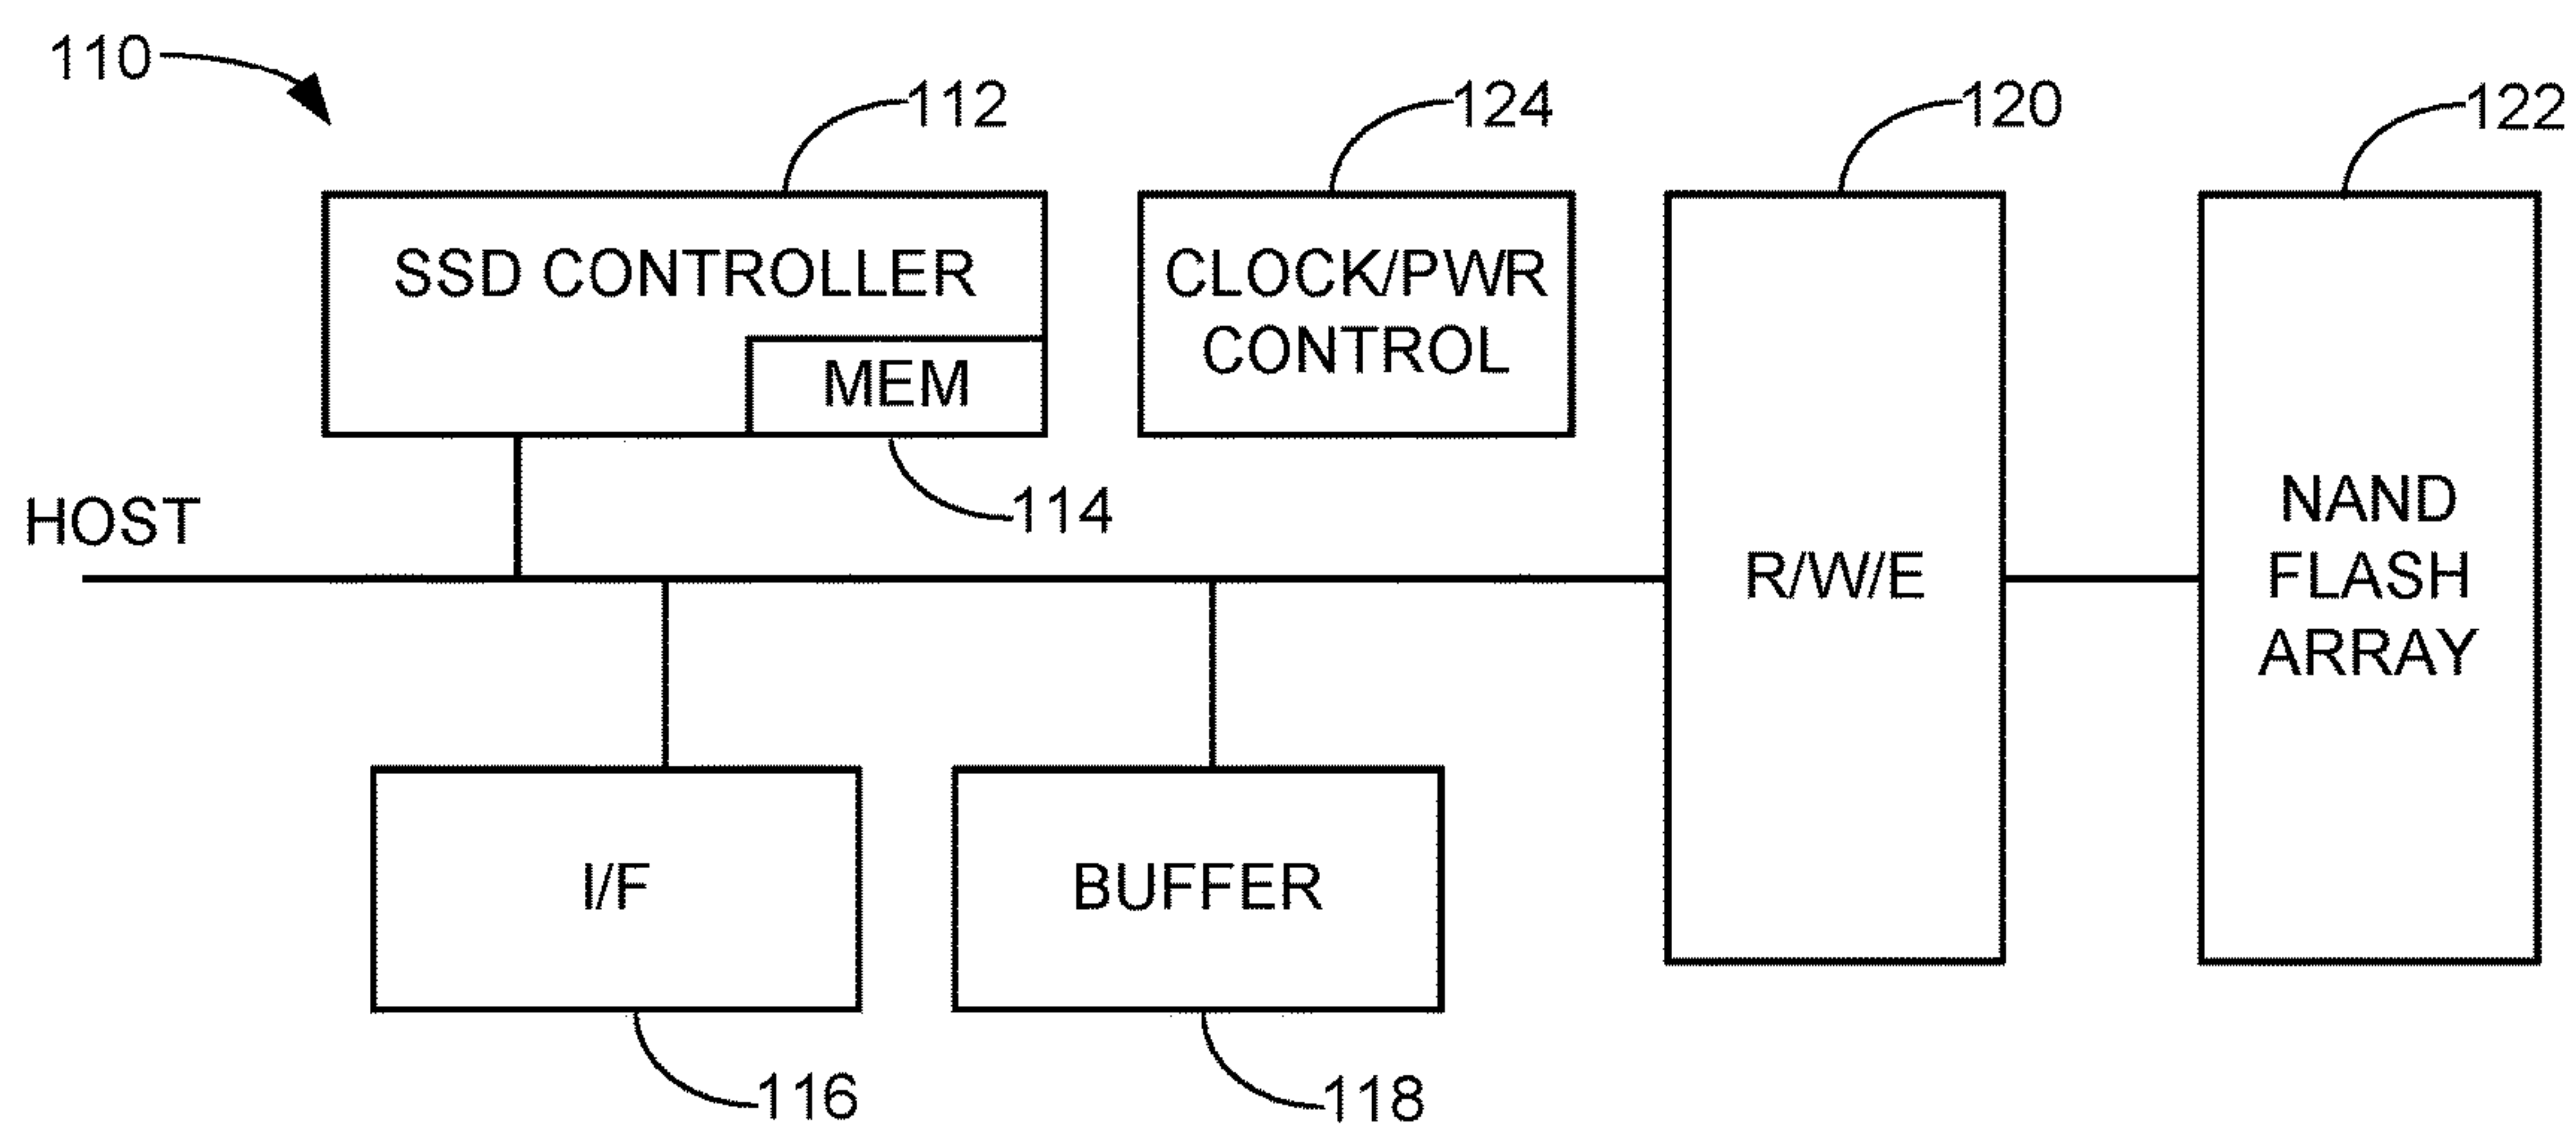 110
112
124
120
122
SSD CONTROLLER
MEM
CLOCK/PWR
CONTROL
114
HOST
R/W/E
NAND
FLASH
ARRAY
I/F
BUFFER
116
118